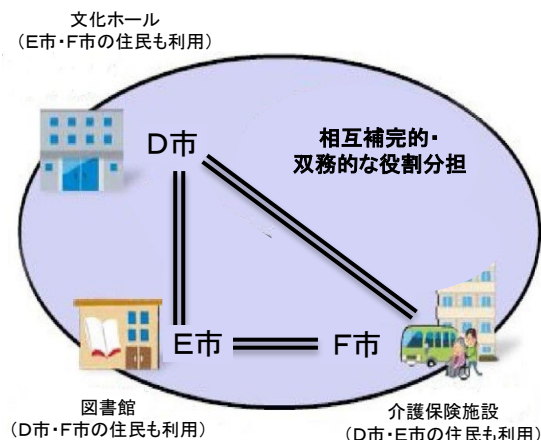 文化ホール
（Ｅ市・Ｆ市の住民も利用）
Ｄ市
相互補完的・
双務的な役割分担
Ｅ市
Ｆ市
図書館
（Ｄ市・Ｆ市の住民も利用）
介護保険施設
（Ｄ市・Ｅ市の住民も利用）